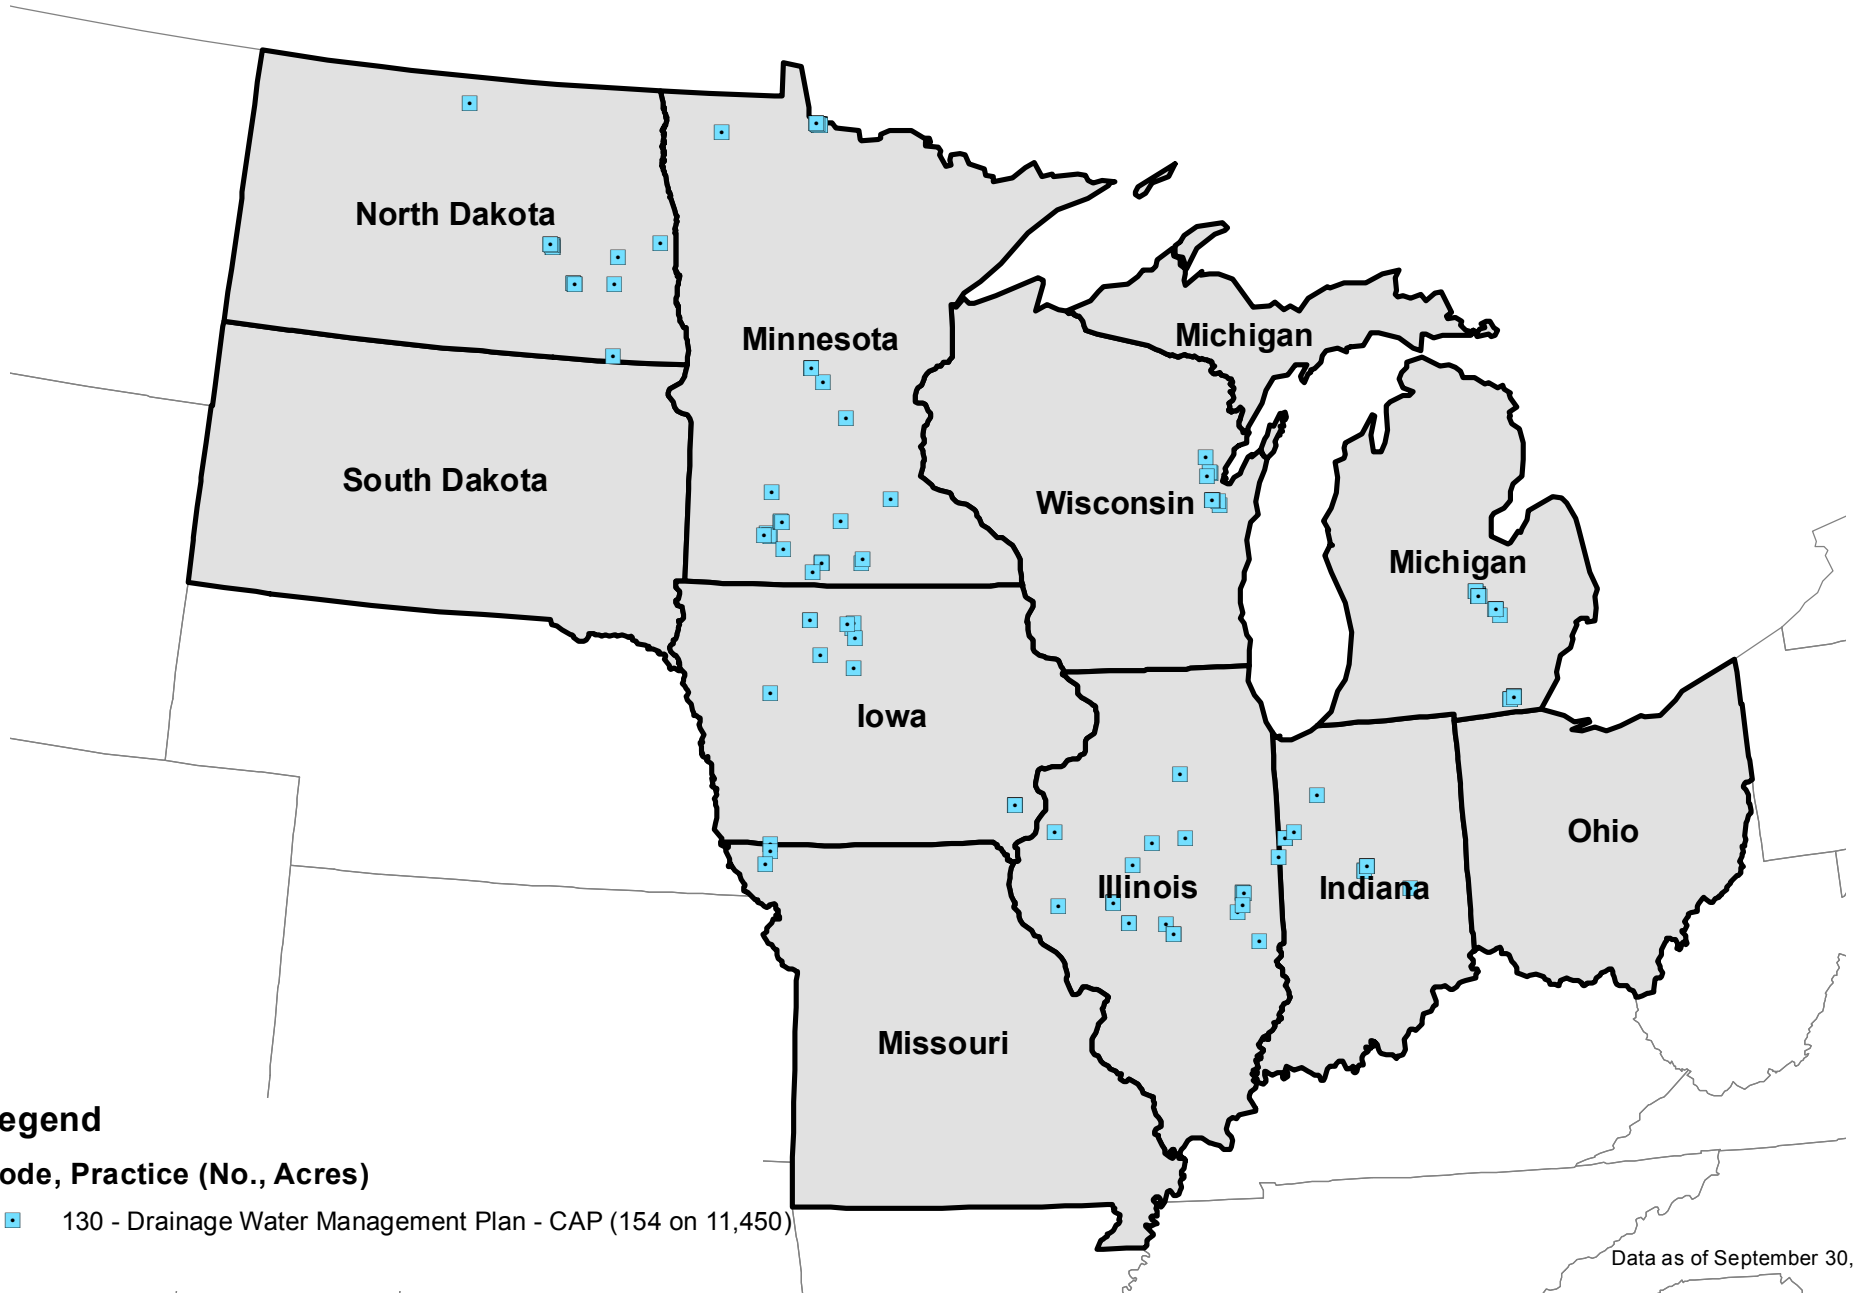 North Dakota
Minnesota
Michigan
South Dakota
Wisconsin
Michigan
Iowa
Ohio
Illinois
Indiana
Missouri
egend
ode, Practice (No., Acres)
130 - Drainage Water Management Plan - CAP (154 on 11,450)
Data as of September 30,